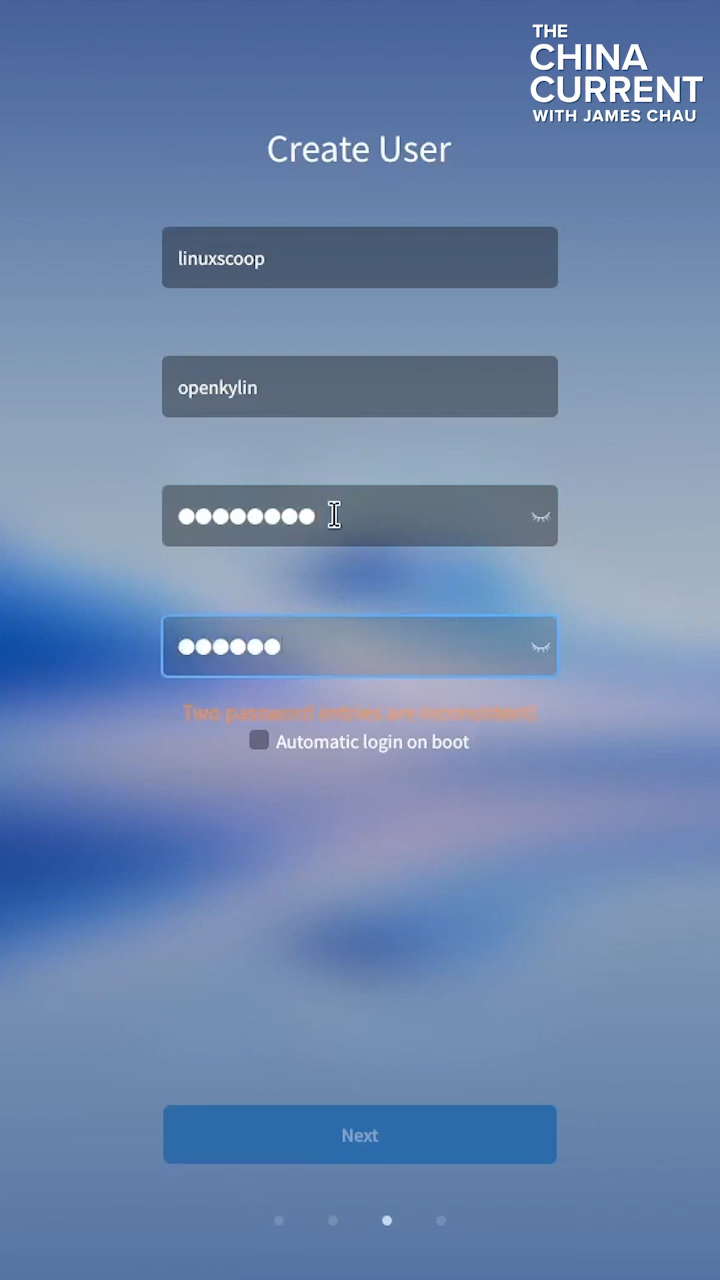 THE
CHINA
CURRENT
WITH JAMES CHAU
Create User
linuxscoop
openkylin
Two password entries are inconsistent!
Automatic login on boot
Next